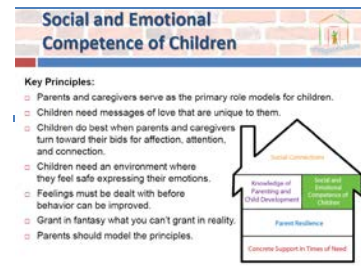 Social and Emotional
Competence of Children
Key Principles:
Parents and caregivers serve as the primary role models for children.
Children need messages of love that are unique to them.
Children do best when parents and caregivers
turn toward their bids for affection, attention,
and connection.
Children need an environment where
they feel safe expressing their emotions.
Feelings must be dealt with before
behavior can be improved.
Grant in fantasy what you can't grant in reality.
Parents should model the principles.
Social Connections
Knowledge of
Parenting and
Child Development
Social and
Emotional
Competence of
Children
Parent Resilience
Concrete Support in Times of Need